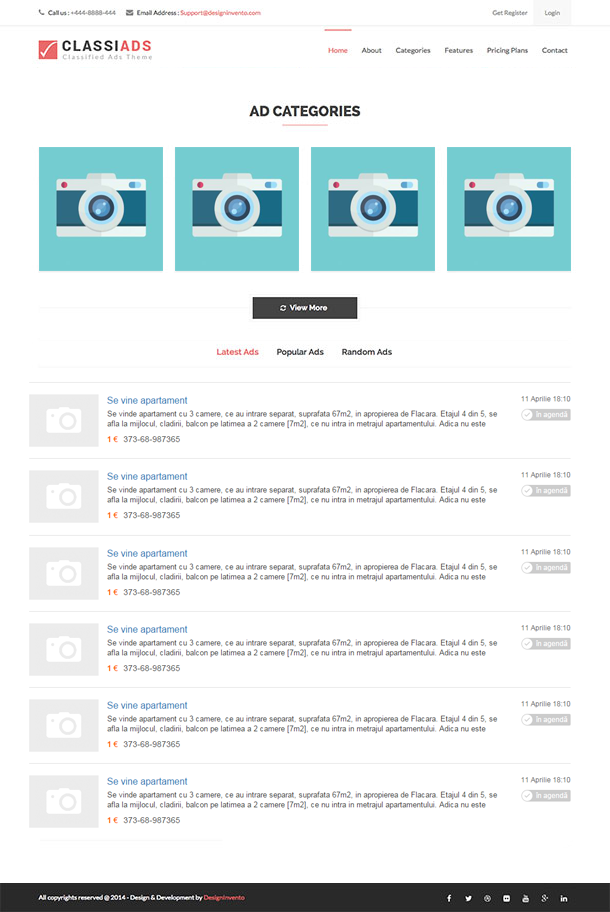 Call us : +444-8888-444 Email Address : Support@designinvento.com Get Register Login
CLASSIADS
Classified Ads Theme
Home About Categories Features Pricing Plans Contact
AD CATEGORIES
View More
Latest Ads Popular Ads Random Ads
Se vine apartament 11 Aprilie 18:10
Se vinde apartament cu 3 camere, ce au intrare separat, suprafata 67m2, in apropierea de Flacara. Etajul 4 din 5, se În agendă
afla la mijlocul, cladirii, balcon pe latimea a 2 camere [7m2], ce nu intra in metrajul apartamentului. Adica nu este
1 € 373-68-987365
Se vine apartament 11 Aprilie 18:10
Se vinde apartament cu 3 camere, ce au intrare separat, suprafata 67m2, in apropierea de Flacara. Etajul 4 din 5, se În agendă
afla la mijlocul, cladirii, balcon pe latimea a 2 camere [7m2], ce nu intra in metrajul apartamentului. Adica nu este
1 € 373-68-987365
Se vine apartament 11 Aprilie 18:10
Se vinde apartament cu 3 camere, ce au intrare separat, suprafata 67m2, in apropierea de Flacara. Etajul 4 din 5, se În agendă
afla la mijlocul, cladirii, balcon pe latimea a 2 camere [7m2], ce nu intra in metrajul apartamentului. Adica nu este
1 € 373-68-987365
Se vine apartament 11 Aprilie 18:10
Se vinde apartament cu 3 camere, ce au intrare separat, suprafata 67m2, in apropierea de Flacara. Etajul 4 din 5, se În agendă
afla la mijlocul, cladirii, balcon pe latimea a 2 camere [7m2], ce nu intra in metrajul apartamentului. Adica nu este
1 € 373-68-987365
Se vine apartament 11 Aprilie 18:10
Se vinde apartament cu 3 camere, ce au intrare separat, suprafata 67m2, in apropierea de Flacara. Etajul 4 din 5, se În agendă
afla la mijlocul, cladirii, balcon pe latimea a 2 camere [7m2], ce nu intra in metrajul apartamentului. Adica nu este
1 € 373-68-987365
Se vine apartament 11 Aprilie 18:10
Se vinde apartament cu 3 camere, ce au intrare separat, suprafata 67m2, in apropierea de Flacara. Etajul 4 din 5, se În agendă
afla la mijlocul, cladirii, balcon pe latimea a 2 camere [7m2], ce nu intra in metrajul apartamentului. Adica nu este
1 € 373-68-987365
All copyrights reserved @ 2014 - Design & Development by DesignInvento